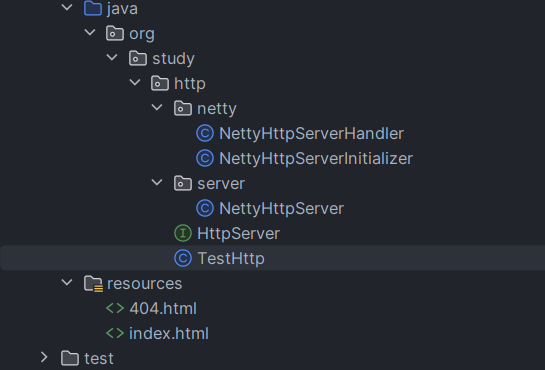 java
org
study
http
netty
NettyHttpServerHandler
NettyHttpServerInitializer
server
NettyHttpServer
HttpServer
TestHttp
resources
404.html
index.html
test